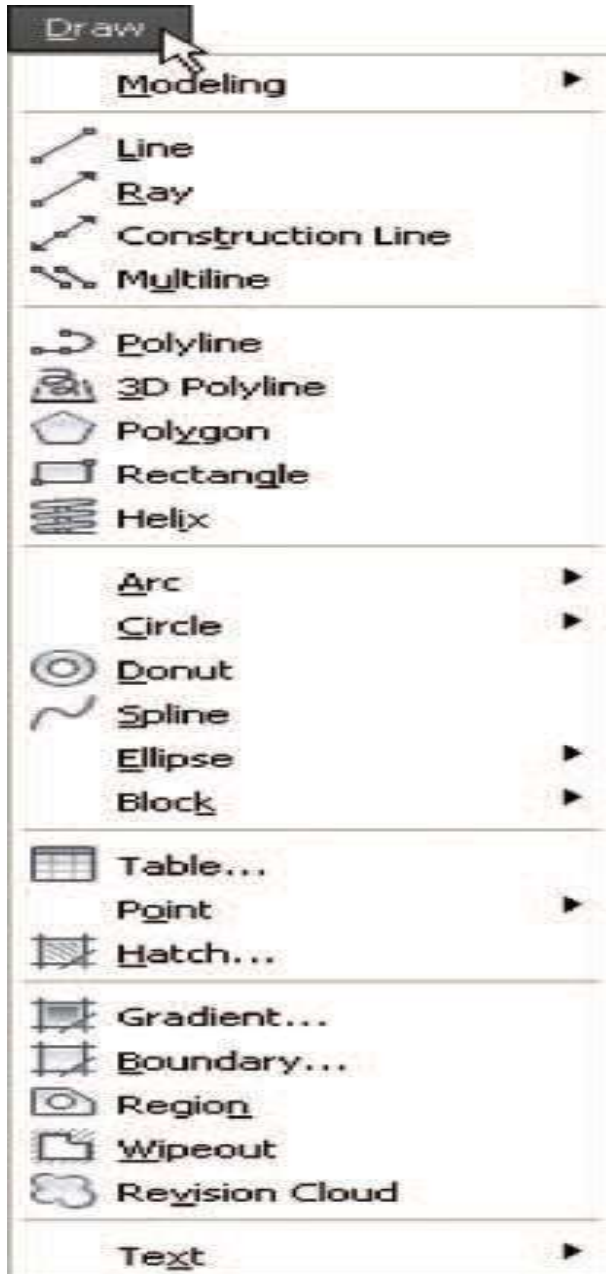 Draw
Modeling
Line
Ray
Construction Line
Multiline
Polyline
3D Polyline
Polygon
Rectangle
Helix
Arc
Circle
Donut
Spline
Ellipse
Block
Table...
Point
Hatch...
Gradient...
Boundary...
Region
Wipeout
Revision Cloud
Text